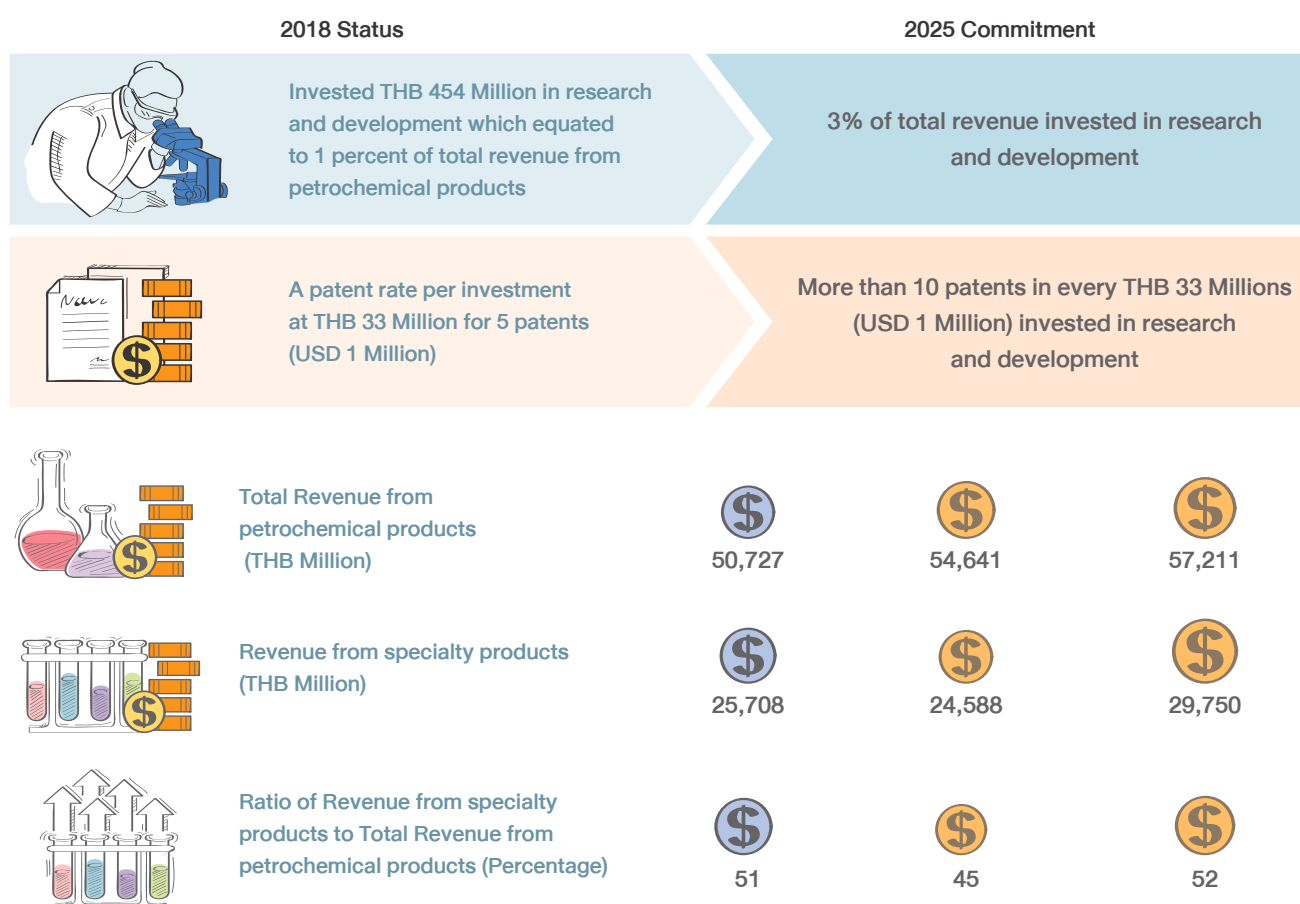 2018 Status
2025 Commitment
Invested THB 454 Million in research
and development which equated
to 1 percent of total revenue from
petrochemical products
3% of total revenue invested in research
and development
A patent rate per investment
at THB 33 Million for 5 patents
(USD 1 Million)
More than 10 patents in every THB 33 Millions
(USD 1 Million) invested in research
and development
Total Revenue from
petrochemical products
(THB Million)
$ $ $ $
50,727 54,641 57,211
Revenue from specialty products
(THB Million)
$ $ $ $
25,708 24,588 29,750
Ratio of Revenue from specialty
products to Total Revenue from
petrochemical products (Percentage)
$ $ $
51 45 52